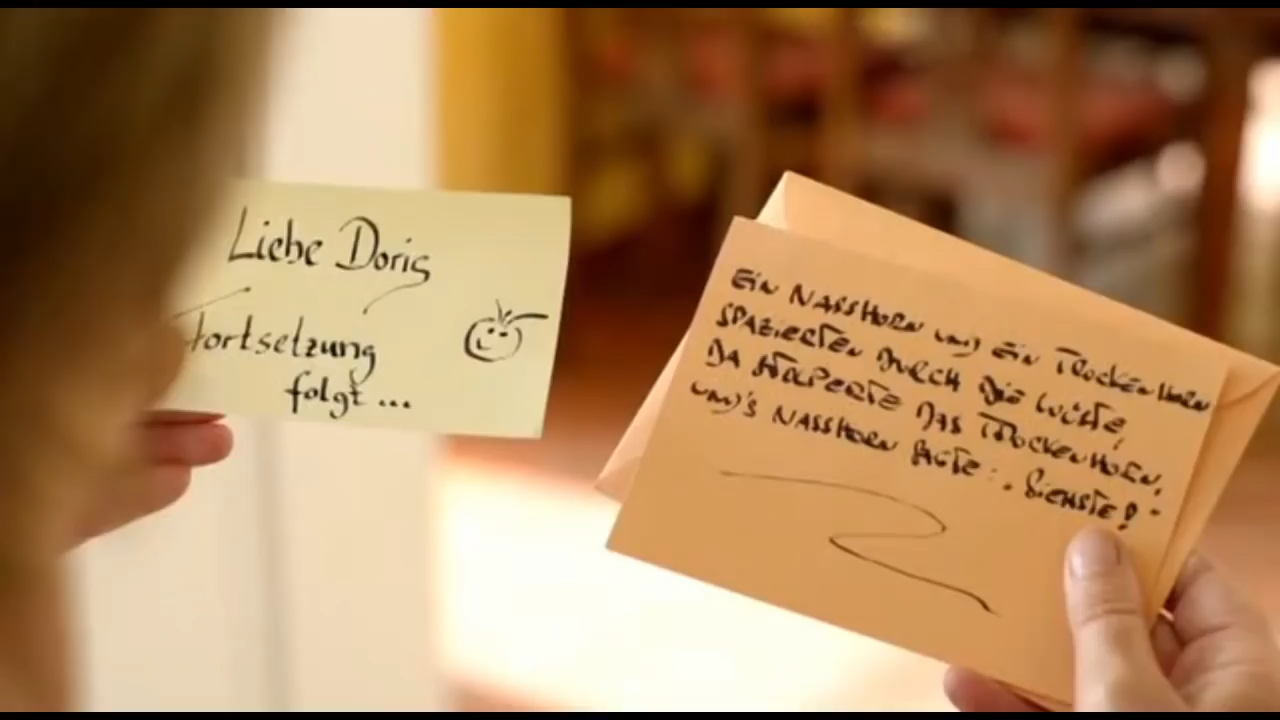 Liebe Doris
Fortsetzung
folgt ...
EiN NASSHORN UND EiN TROCKENHORN
SPAZiERTEN DURCH DiE WÜSTE,
DA STOLPERTE DAS TROCKENHORN,
UND'S NASSHORN SAGTE: „SiEHSTE!"